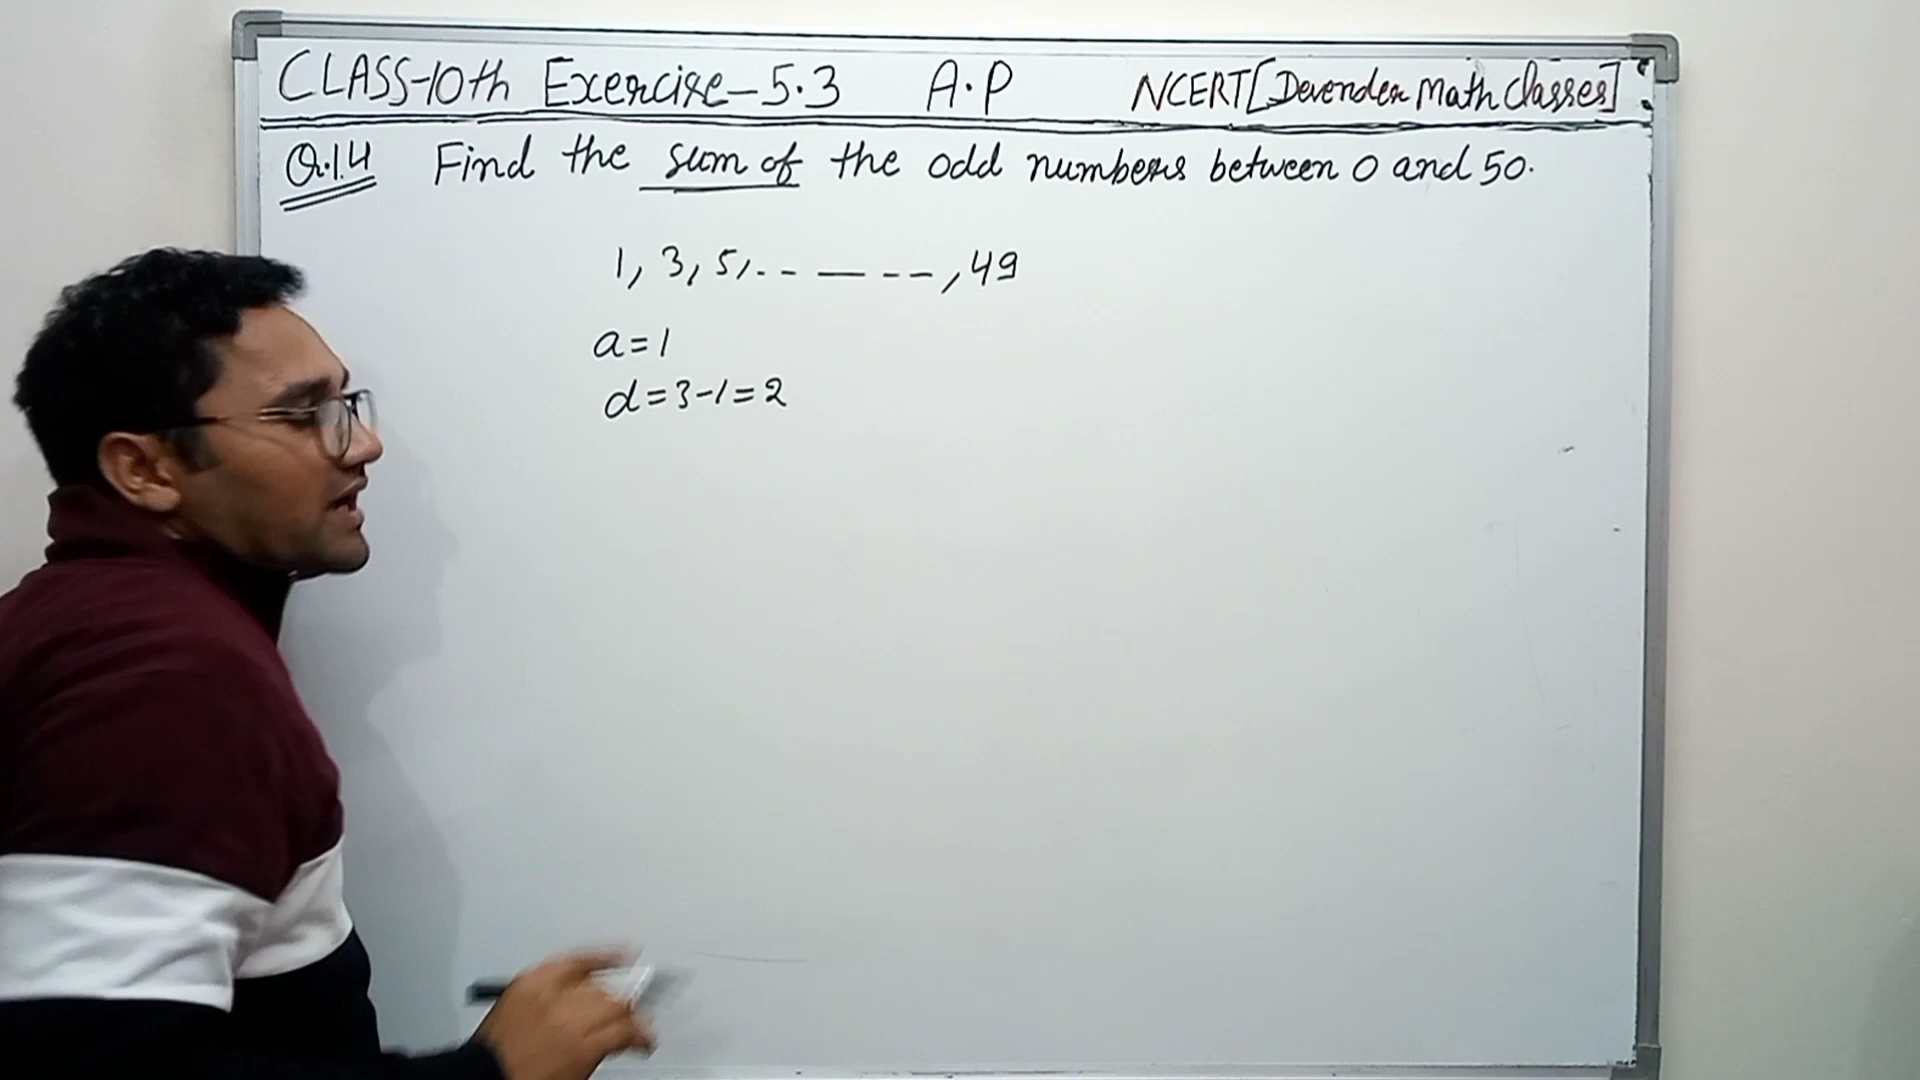 CLASS-10th Exercise-5.3 A.P NCERT[Devender Math Classes]
Q.14 Find the sum of the odd numbers between 0 and 50.
1, 3, 5, -- — --, 49
a=1
d=3-1=2